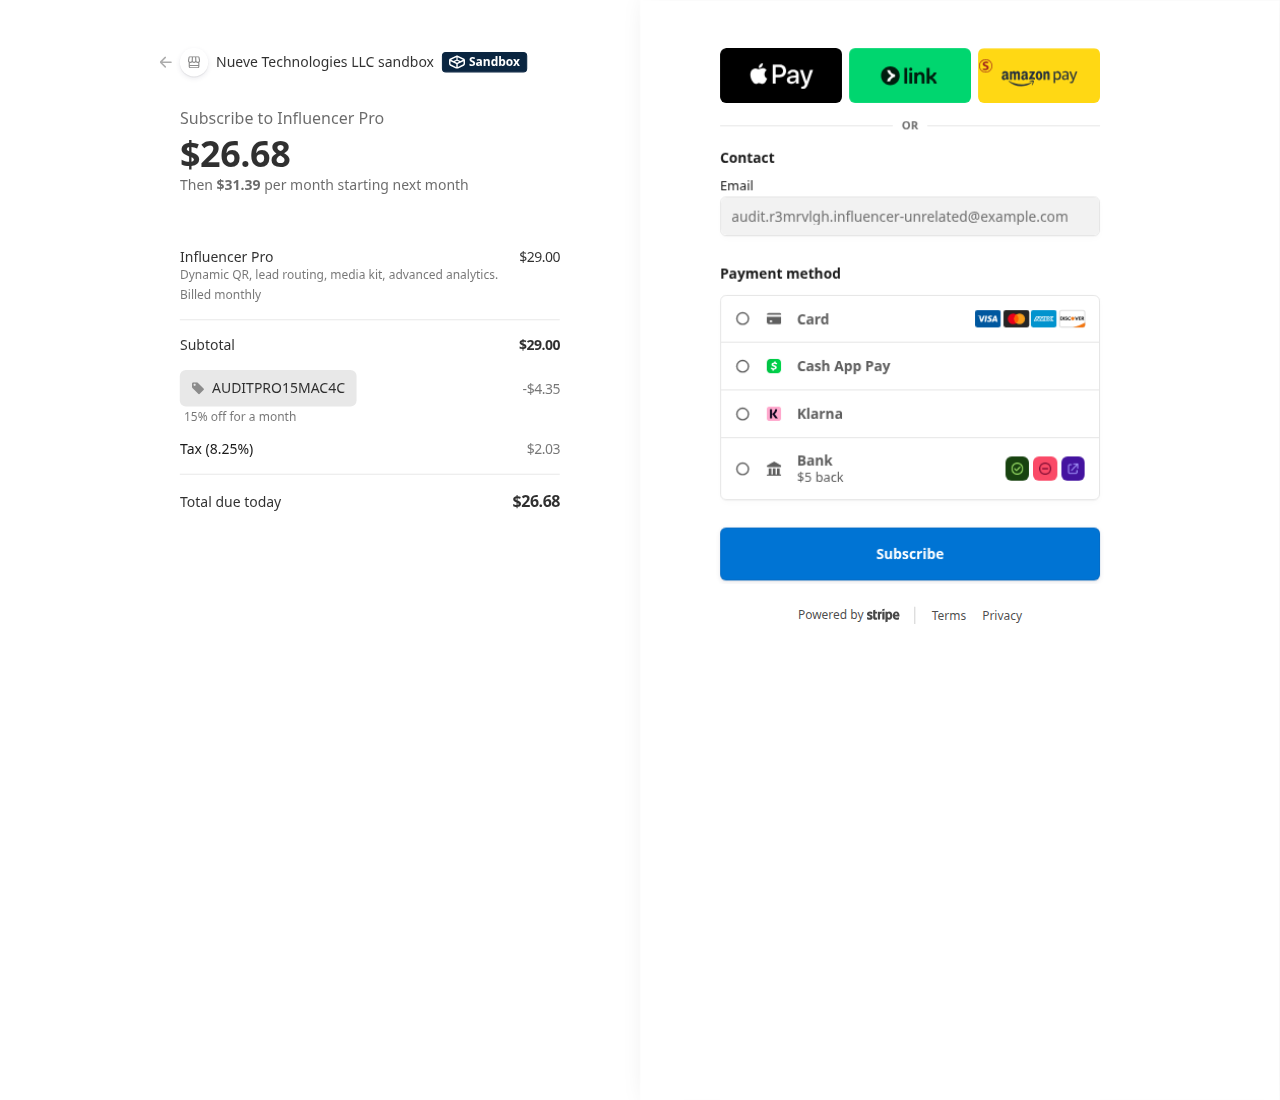 Nueve Technologies LLC sandbox Sandbox
Subscribe to Influencer Pro
$26.68
Then $31.39 per month starting next month
Influencer Pro $29.00
Dynamic QR, lead routing, media kit, advanced analytics.
Billed monthly
Subtotal $29.00
AUDITPRO15MAC4C -$4.35
15% off for a month
Tax (8.25%) $2.03
Total due today $26.68
Pay link amazon pay
OR
Contact
Email
audit.r3mrvlgh.influencer-unrelated@example.com
Payment method
Card VISA DISCOVER
Cash App Pay
Klarna
Bank
$5 back
Subscribe
Powered by stripe Terms Privacy